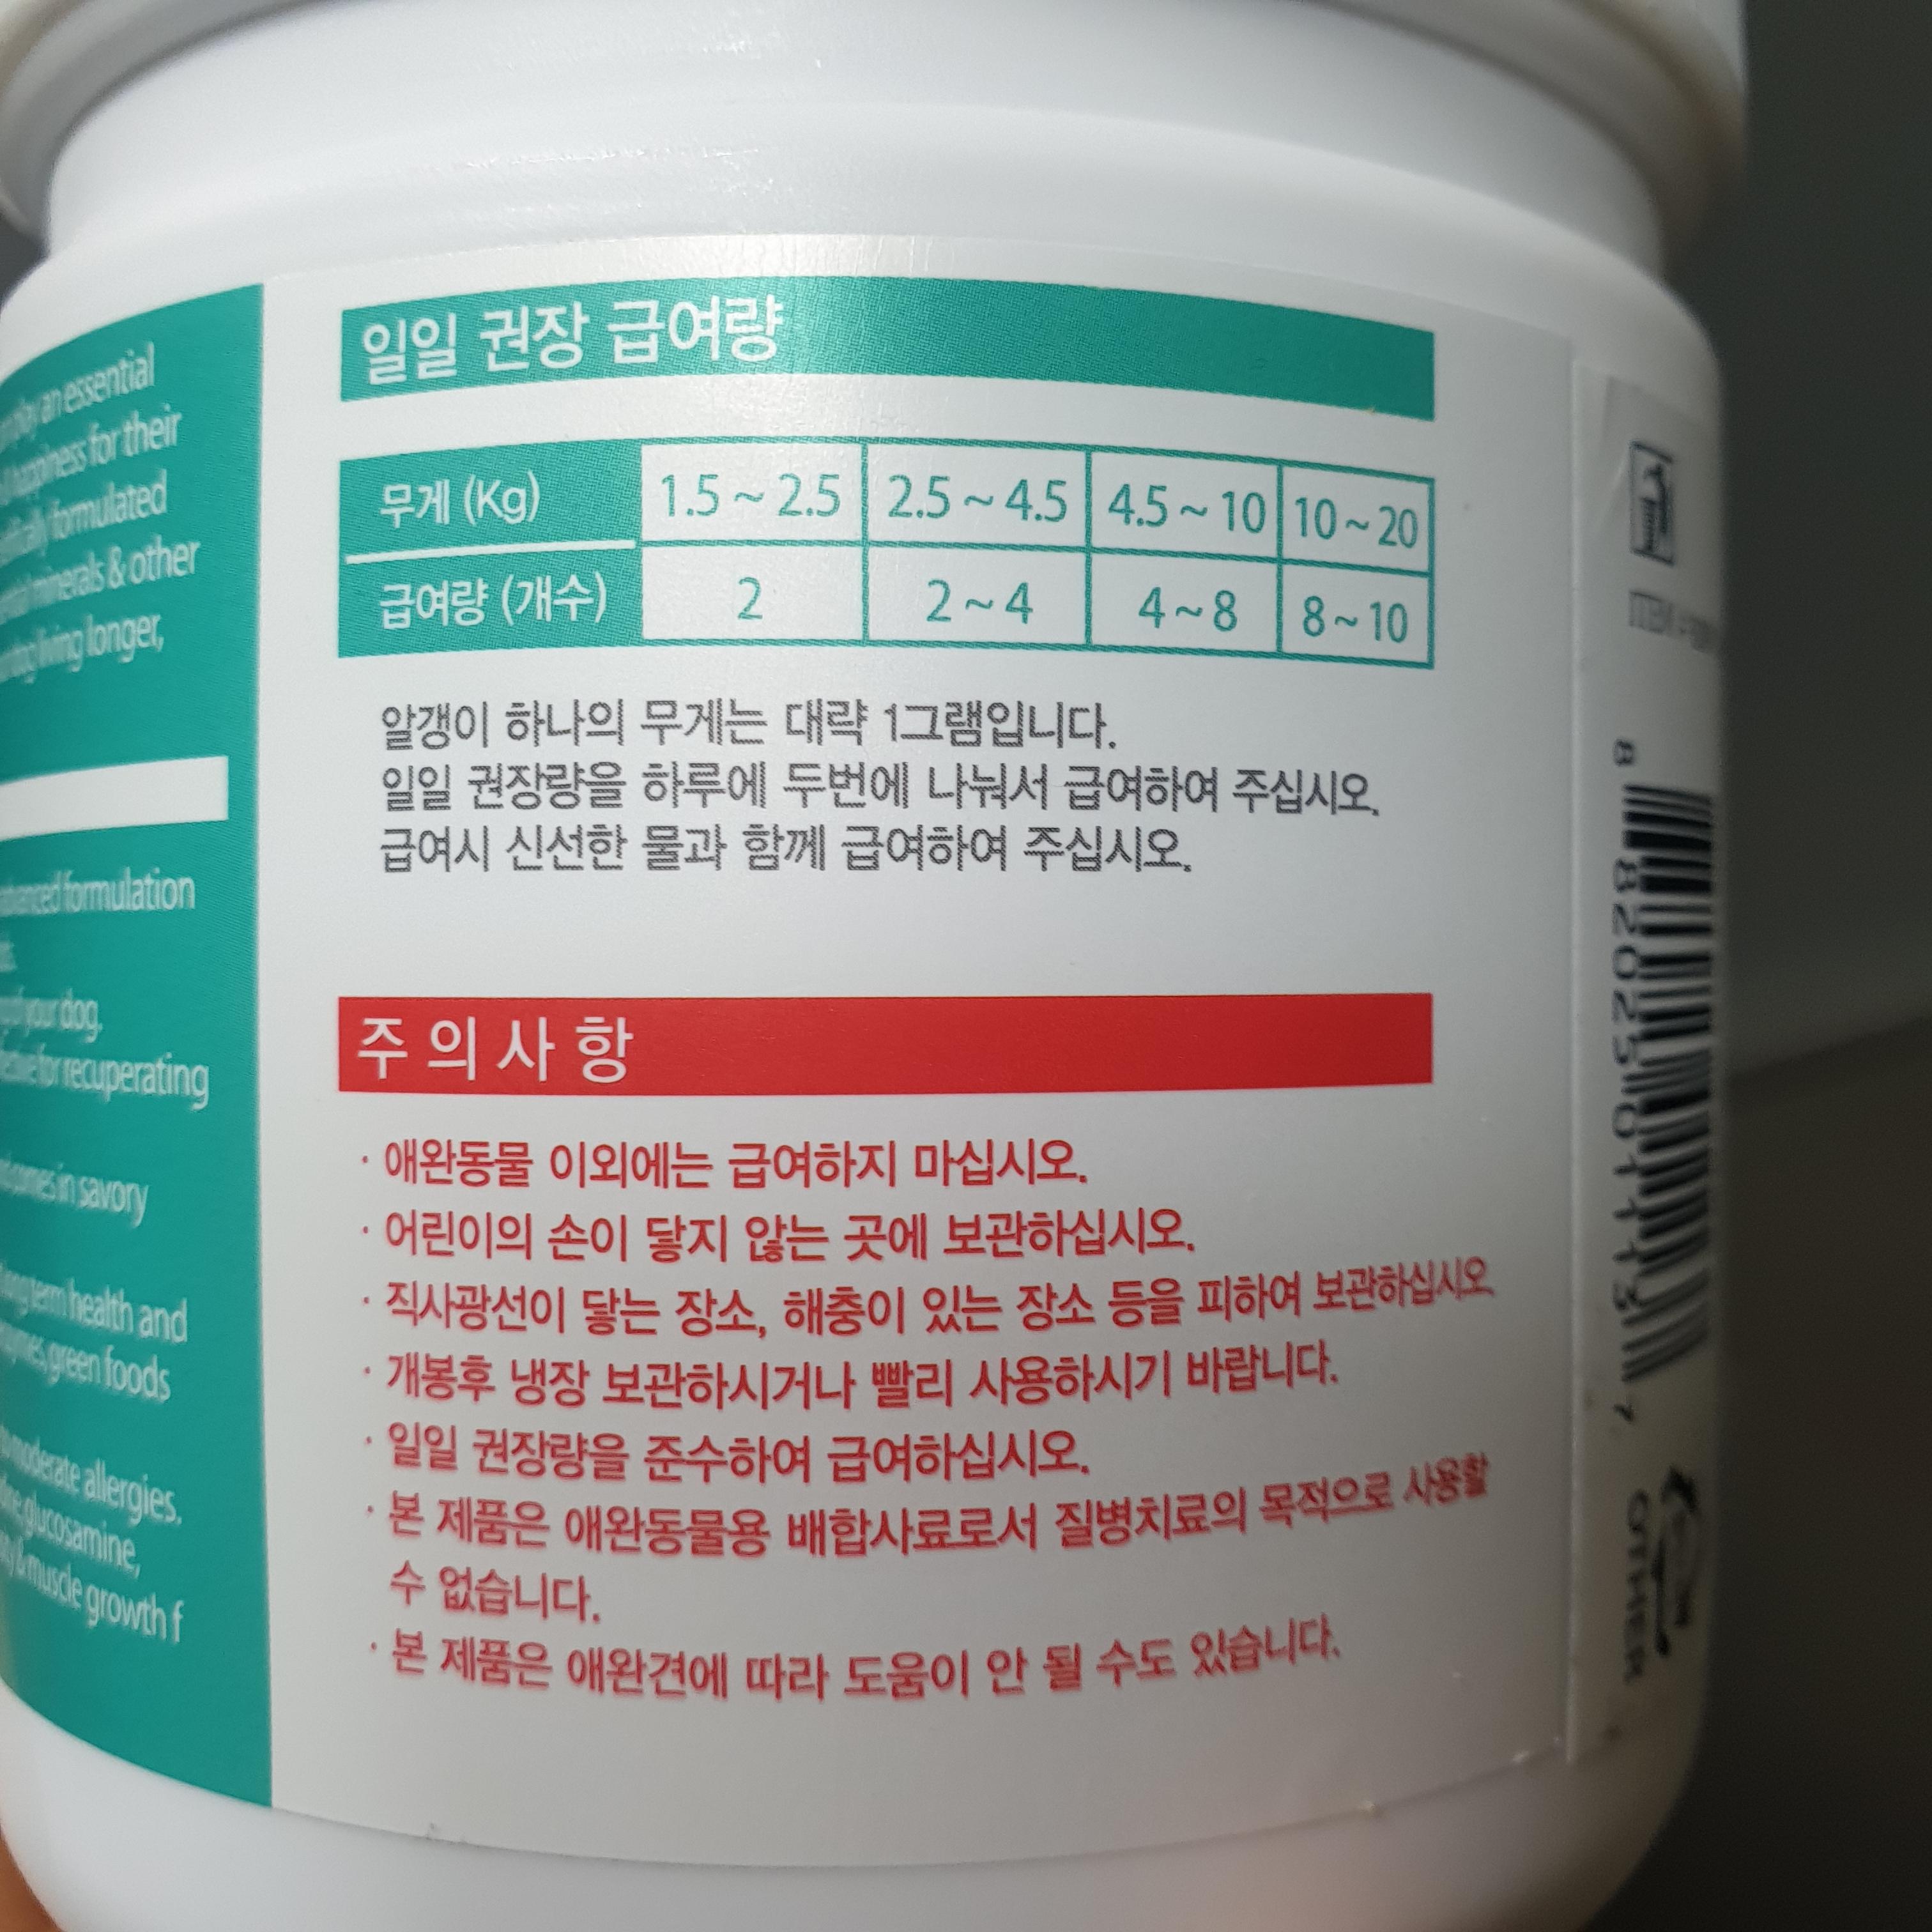 play an essential
happiness for their
formulated
minerals & other
living longer,
formulation
your dog.
for recuperating
in savory
health and
green foods
moderate allergies.
glucosamine,
& muscle growth f
일일 권장 급여량
무게 (Kg) 1.5 ~ 2.5 2.5 ~ 4.5 4.5 ~ 10 10 ~ 20
급여량 (개수) 2 2 ~ 4 4 ~ 8 8 ~ 10
알갱이 하나의 무게는 대략 1그램입니다.
일일 권장량을 하루에 두번에 나눠서 급여하여 주십시오.
급여시 신선한 물과 함께 급여하여 주십시오.
주의사항
· 애완동물 이외에는 급여하지 마십시오.
· 어린이의 손이 닿지 않는 곳에 보관하십시오.
· 직사광선이 닿는 장소, 해충이 있는 장소 등을 피하여 보관하십시오
· 개봉후 냉장 보관하시거나 빨리 사용하시기 바랍니다.
· 일일 권장량을 준수하여 급여하십시오.
· 본 제품은 애완동물용 배합사료로서 질병치료의 목적으로 사용할
수 없습니다.
· 본 제품은 애완견에 따라 도움이 안 될 수도 있습니다.
OTHER